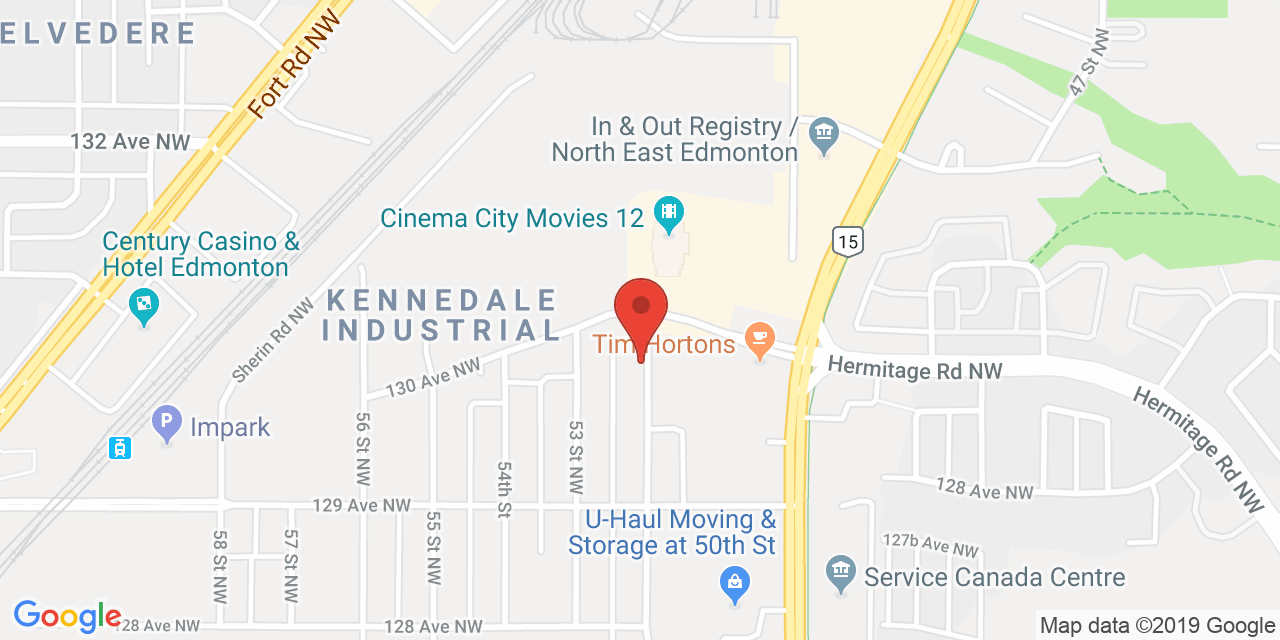 ELVEDERE
Fort Rd NW
47 St NW
132 Ave NW
In & Out Registry /
North East Edmonton
Cinema City Movies 12
15
Century Casino &
Hotel Edmonton
KENNEDALE
INDUSTRIAL
Sherin Rd NW
Tim Hortons
Hermitage Rd NW
130 Ave NW
Hermitage Rd NW
P
Impark
56 St NW
53 St NW
54th St
128 Ave NW
129 Ave NW
55 St NW
U-Haul Moving &
Storage at 50th St
58 St NW
57 St NW
127b Ave NW
Service Canada Centre
Google
128 Ave NW
128 Ave NW
Map data ©2019 Google